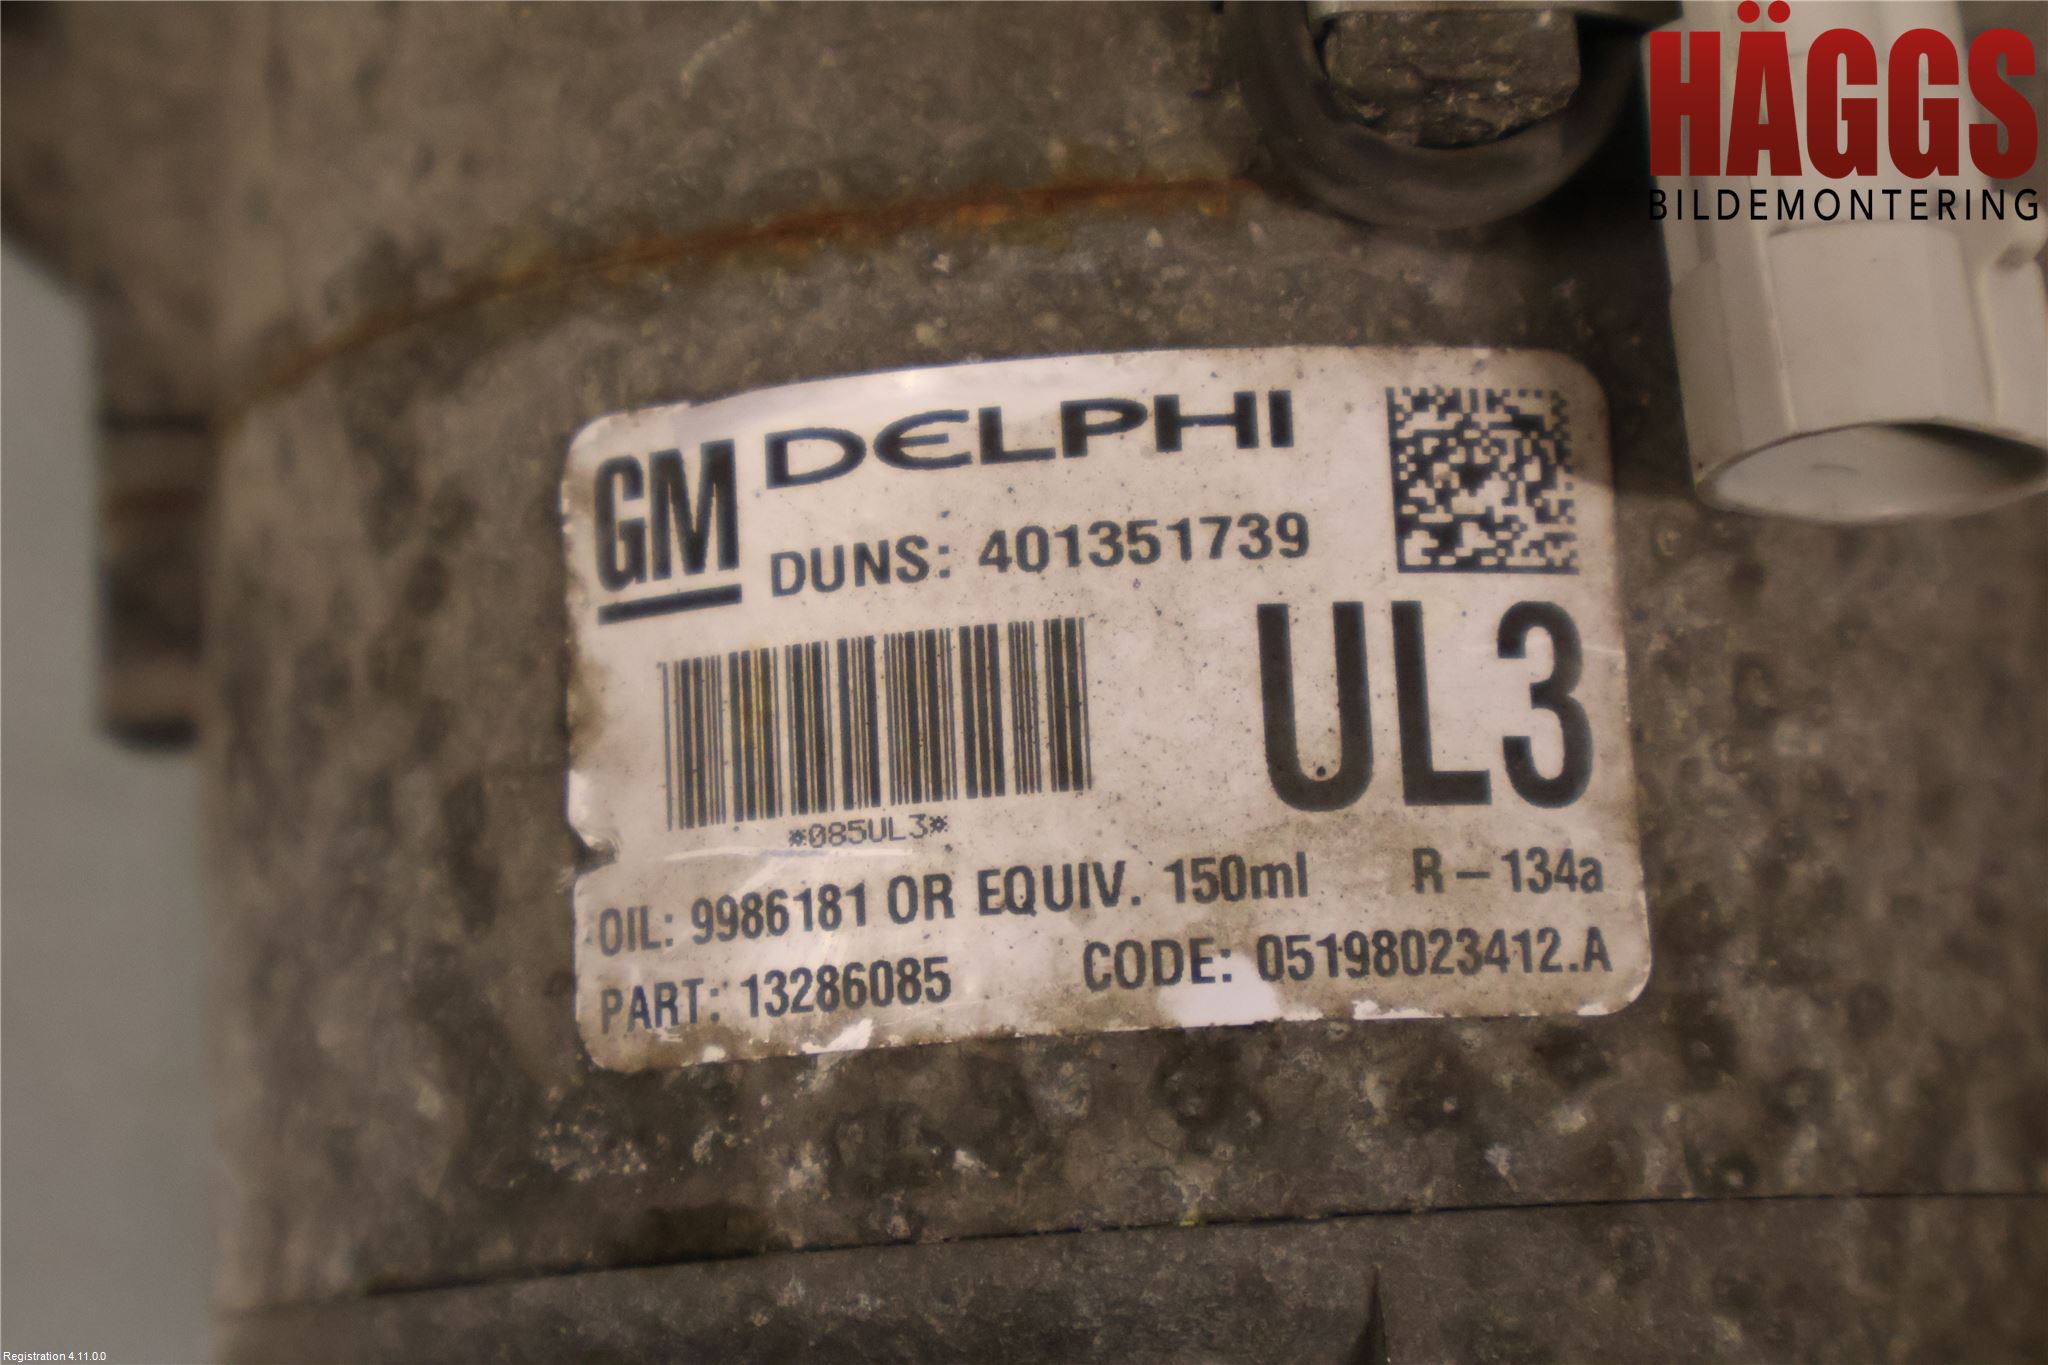 HÄGGS
BILDEMONTERING
GM DELPHI
DUNS: 401351739
UL3
*085UL3*
OIL: 9986181 OR EQUIV. 150ml R-134a
PART: 13286085 CODE: 05198023412.A
Registration 4.11.0.0